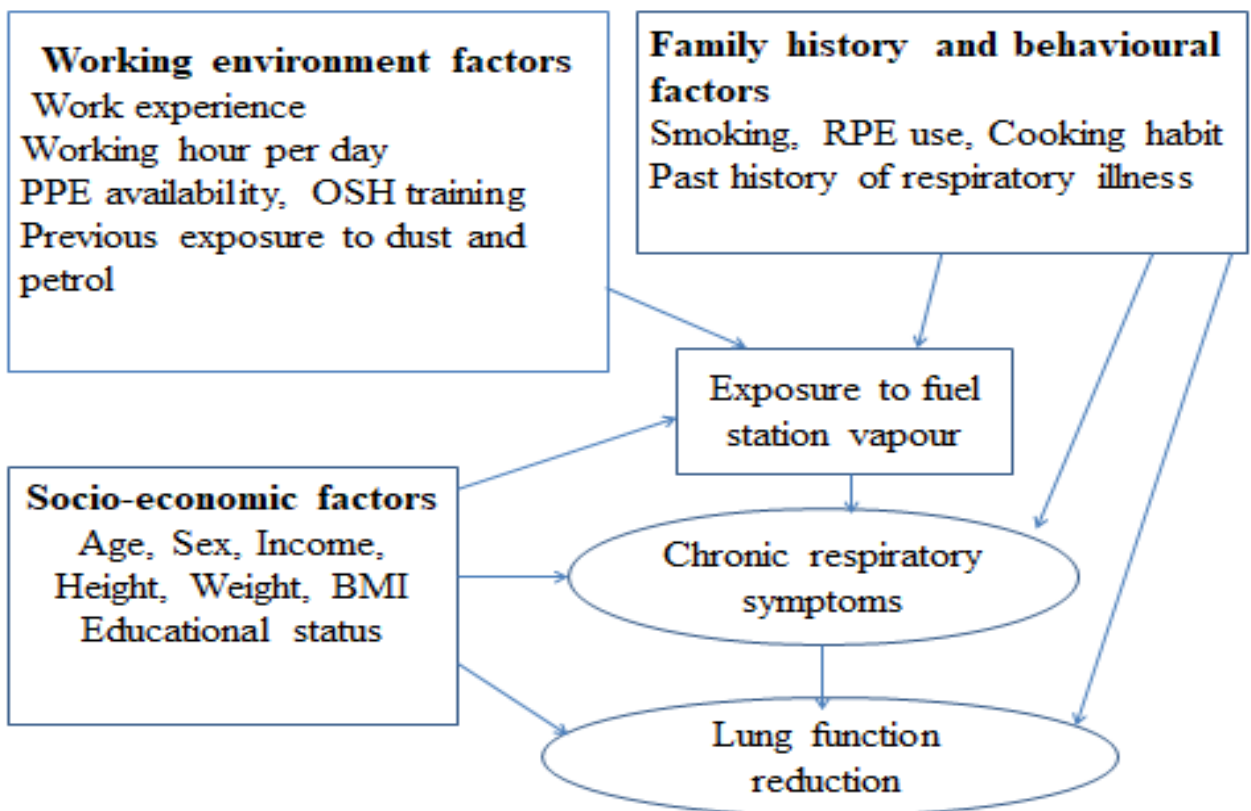 Working environment factors
Work experience
Working hour per day
PPE availability, OSH training
Previous exposure to dust and
petrol
Family history and behavioural
factors
Smoking, RPE use, Cooking habit
Past history of respiratory illness
Exposure to fuel
station vapour
Socio-economic factors
Age, Sex, Income,
Height, Weight, BMI
Educational status
Chronic respiratory
symptoms
Lung function
reduction